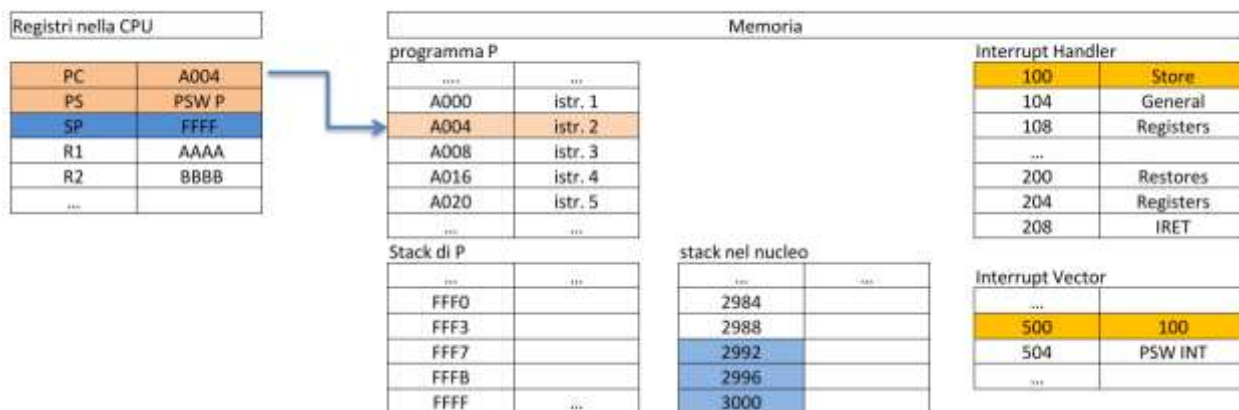 Registri nella CPU
Memoria
programma P
Interrupt Handler
PC A004
PS PSW P
SP FFFF
R1 AAAA
R2 BBBB
...
.... ...
A000 istr. 1
A004 istr. 2
A008 istr. 3
A016 istr. 4
A020 istr. 5
... ...
100 Store
104 General
108 Registers
...
200 Restores
204 Registers
208 IRET
Stack di P
... ...
FFF0
FFF3
FFF7
FFFB
FFFF ...
stack nel nucleo
... ...
2984
2988
2992
2996
3000
Interrupt Vector
...
500 100
504 PSW INT
...